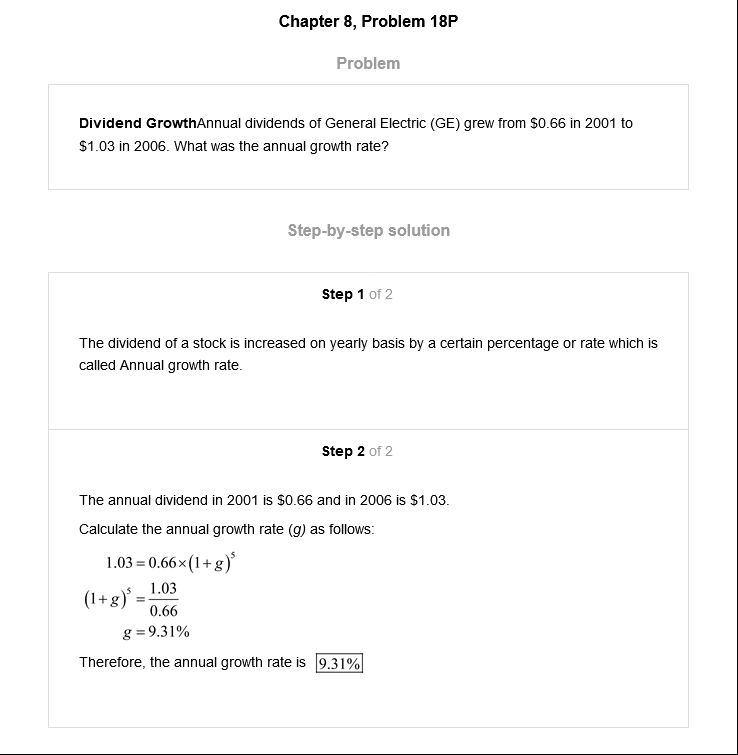 Chapter 8, Problem 18P
Problem
Dividend GrowthAnnual dividends of General Electric (GE) grew from $0.66 in 2001 to
$1.03 in 2006. What was the annual growth rate?
Step-by-step solution
Step 1 of 2
The dividend of a stock is increased on yearly basis by a certain percentage or rate which is
called Annual growth rate.
Step 2 of 2
The annual dividend in 2001 is $0.66 and in 2006 is $1.03.
Calculate the annual growth rate (g) as follows:
1.03 = 0.66×(1+g)⁵
(1+g)⁵ = 1.03/0.66
g = 9.31%
Therefore, the annual growth rate is 9.31%